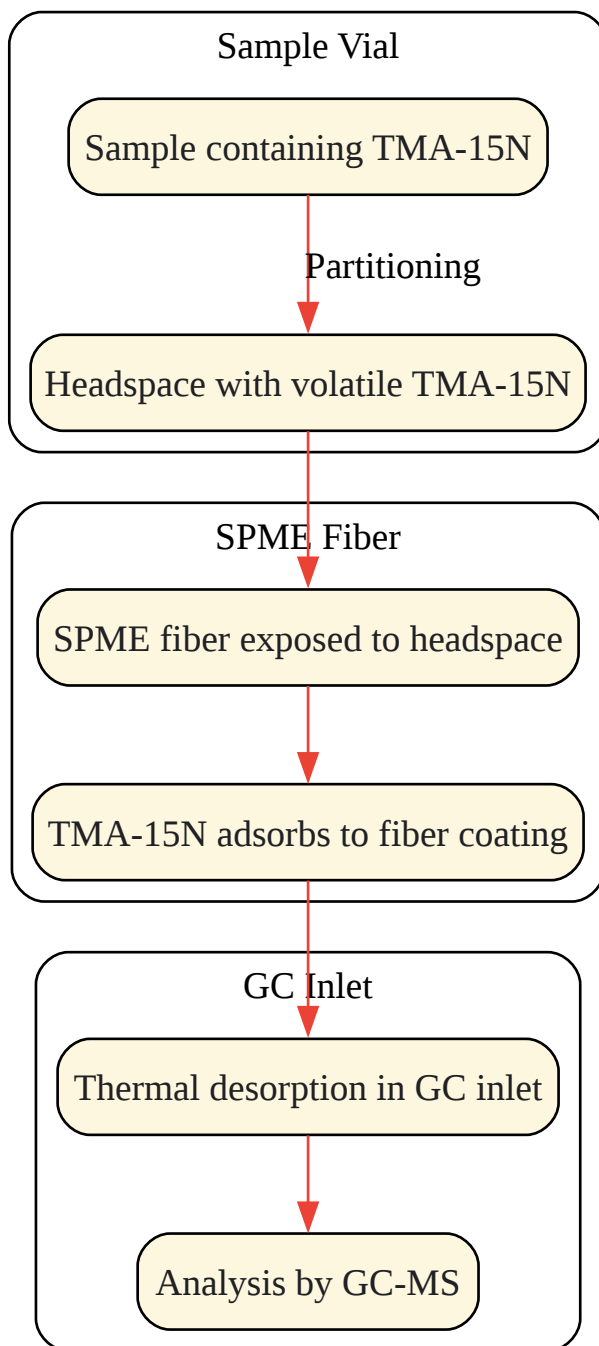 Sample Vial
Sample containing TMA-15N
Partitioning
Headspace with volatile TMA-15N
SPME Fiber
SPME fiber exposed to headspace
TMA-15N adsorbs to fiber coating
GC Inlet
Thermal desorption in GC inlet
Analysis by GC-MS